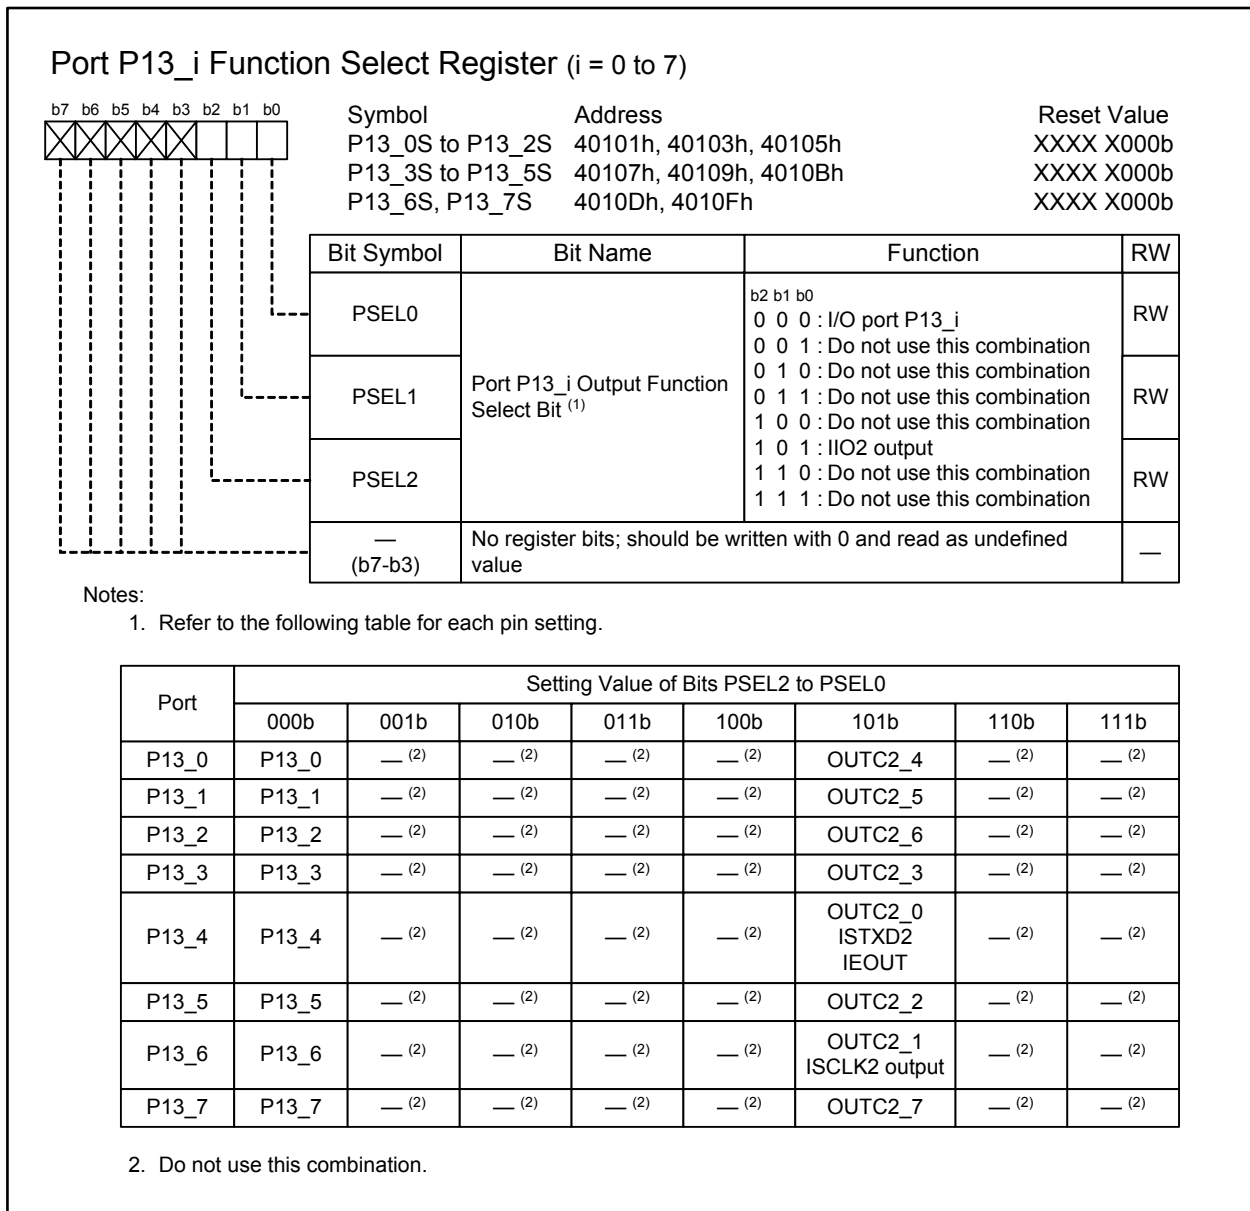 Port P13_i Function Select Register (i = 0 to 7)
b7 b6 b5 b4 b3 b2 b1 b0
Symbol Address Reset Value
P13_0S to P13_2S 40101h, 40103h, 40105h XXXX X000b
P13_3S to P13_5S 40107h, 40109h, 4010Bh XXXX X000b
P13_6S, P13_7S 4010Dh, 4010Fh XXXX X000b
Bit Symbol Bit Name Function RW
PSEL0 RW
PSEL1 RW
PSEL2 RW
Port P13_i Output Function
Select Bit (1)
b2 b1 b0
0 0 0 : I/O port P13_i
0 0 1 : Do not use this combination
0 1 0 : Do not use this combination
0 1 1 : Do not use this combination
1 0 0 : Do not use this combination
1 0 1 : IIO2 output
1 1 0 : Do not use this combination
1 1 1 : Do not use this combination
—
(b7-b3)
No register bits; should be written with 0 and read as undefined
value
—
Notes:
1. Refer to the following table for each pin setting.
Port Setting Value of Bits PSEL2 to PSEL0
000b 001b 010b 011b 100b 101b 110b 111b
P13_0 P13_0 — (2) — (2) — (2) — (2) OUTC2_4 — (2) — (2)
P13_1 P13_1 — (2) — (2) — (2) — (2) OUTC2_5 — (2) — (2)
P13_2 P13_2 — (2) — (2) — (2) — (2) OUTC2_6 — (2) — (2)
P13_3 P13_3 — (2) — (2) — (2) — (2) OUTC2_3 — (2) — (2)
P13_4 P13_4 — (2) — (2) — (2) — (2) OUTC2_0
ISTXD2
IEOUT — (2) — (2)
P13_5 P13_5 — (2) — (2) — (2) — (2) OUTC2_2 — (2) — (2)
P13_6 P13_6 — (2) — (2) — (2) — (2) OUTC2_1
ISCLK2 output — (2) — (2)
P13_7 P13_7 — (2) — (2) — (2) — (2) OUTC2_7 — (2) — (2)
2. Do not use this combination.